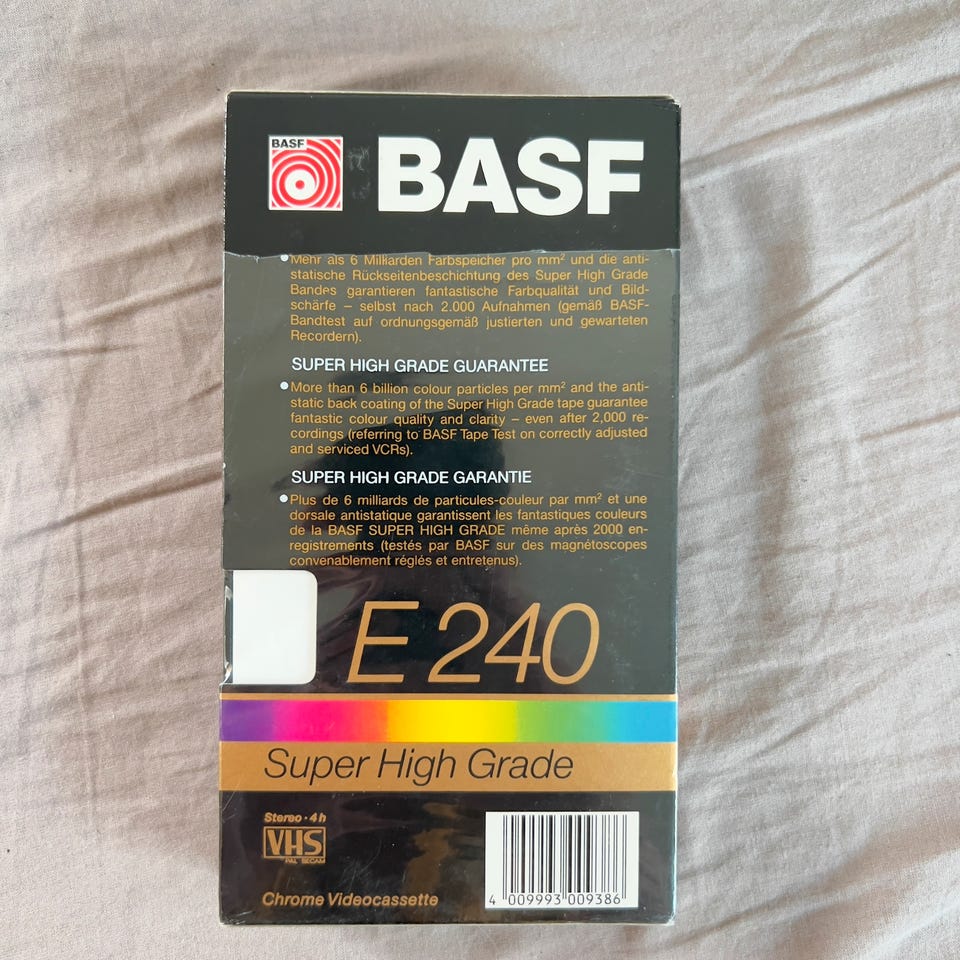 BASF
BASF
Mehr als 6 Milliarden Farbspeicher pro mm² und die anti-
statische Rückseitenbeschichtung des Super High Grade
Bandes garantieren fantastische Farbqualität und Bild-
schärfe – selbst nach 2.000 Aufnahmen (gemäß BASF-
Bandtest auf ordnungsgemäß justierten und gewarteten
Recordern).
SUPER HIGH GRADE GUARANTEE
More than 6 billion colour particles per mm² and the anti-
static back coating of the Super High Grade tape guarantee
fantastic colour quality and clarity – even after 2,000 re-
cordings (referring to BASF Tape Test on correctly adjusted
and serviced VCRs).
SUPER HIGH GRADE GARANTIE
Plus de 6 milliards de particules-couleur par mm² et une
dorsale antistatique garantissent les fantastiques couleurs
de la BASF SUPER HIGH GRADE même après 2000 en-
registrements (testés par BASF sur des magnétoscopes
convenablement réglés et entretenus).
E 240
Super High Grade
Stereo · 4 h
VHS
PAL SECAM
Chrome Videocassette
4 009993 009386